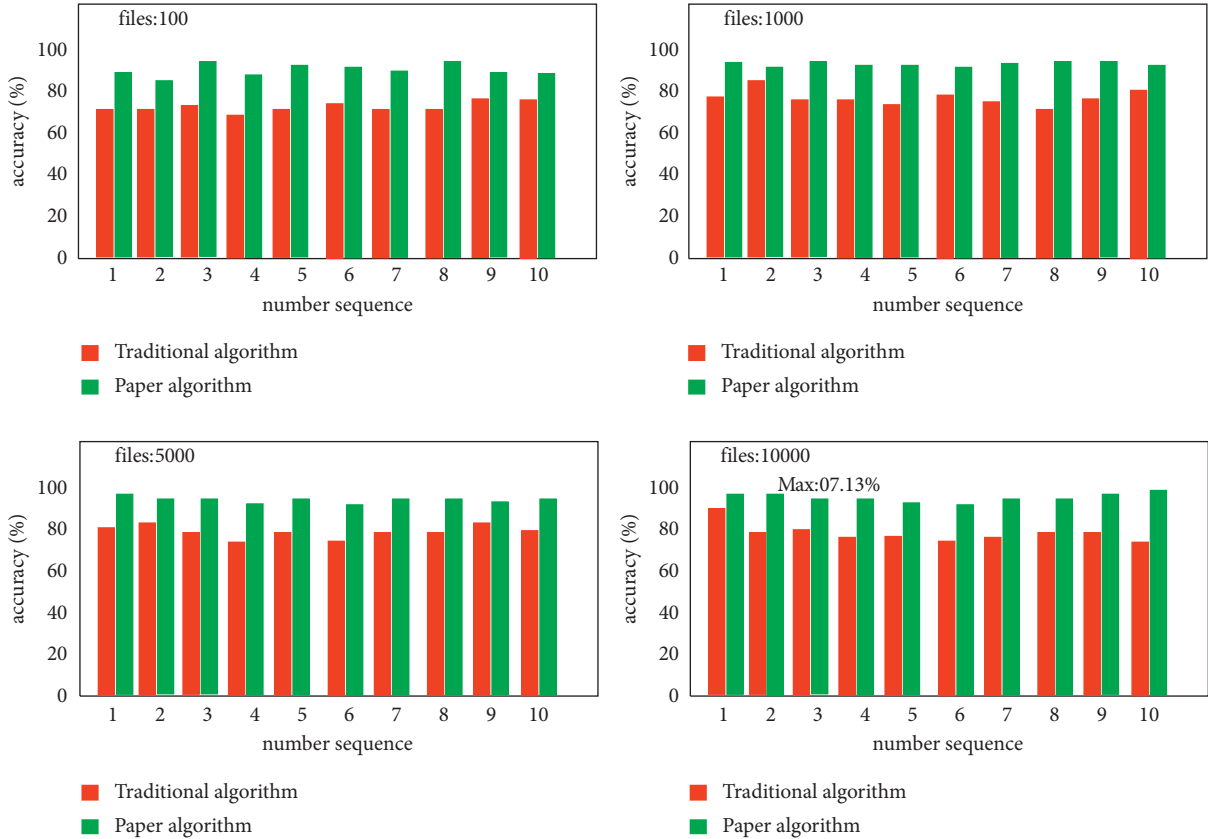 files:100
100
80
60
40
20
0
accuracy (%)
1 2 3 4 5 6 7 8 9 10
number sequence
Traditional algorithm
Paper algorithm
files:1000
100
80
60
40
20
0
accuracy (%)
1 2 3 4 5 6 7 8 9 10
number sequence
Traditional algorithm
Paper algorithm
files:5000
100
80
60
40
20
0
accuracy (%)
1 2 3 4 5 6 7 8 9 10
number sequence
Traditional algorithm
Paper algorithm
files:10000
Max:07.13%
100
80
60
40
20
0
accuracy (%)
1 2 3 4 5 6 7 8 9 10
number sequence
Traditional algorithm
Paper algorithm